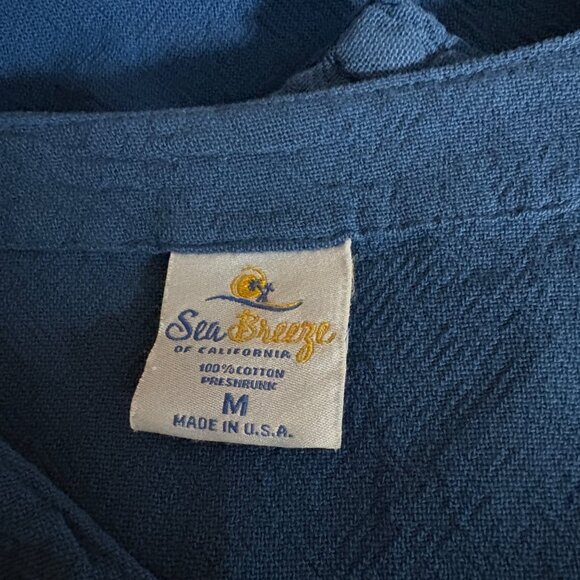 Sea Breeze
OF CALIFORNIA
100% COTTON
PRESHRUNK
M
MADE IN U.S.A.